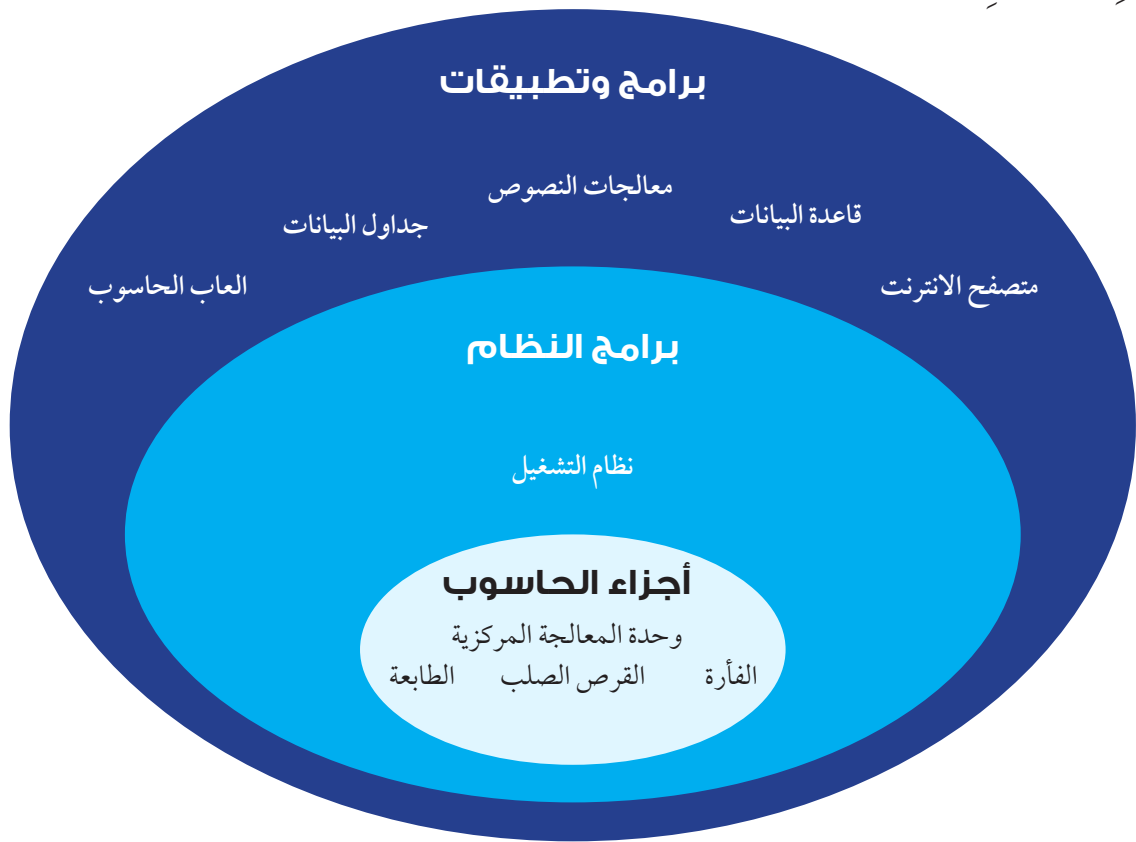 برامج وتطبيقات
معالجات النصوص
قاعدة البيانات
جداول البيانات
متصفح الانترنت
العاب الحاسوب
برامج النظام
نظام التشغيل
أجزاء الحاسوب
وحدة المعالجة المركزية
الفأرة القرص الصلب الطابعة